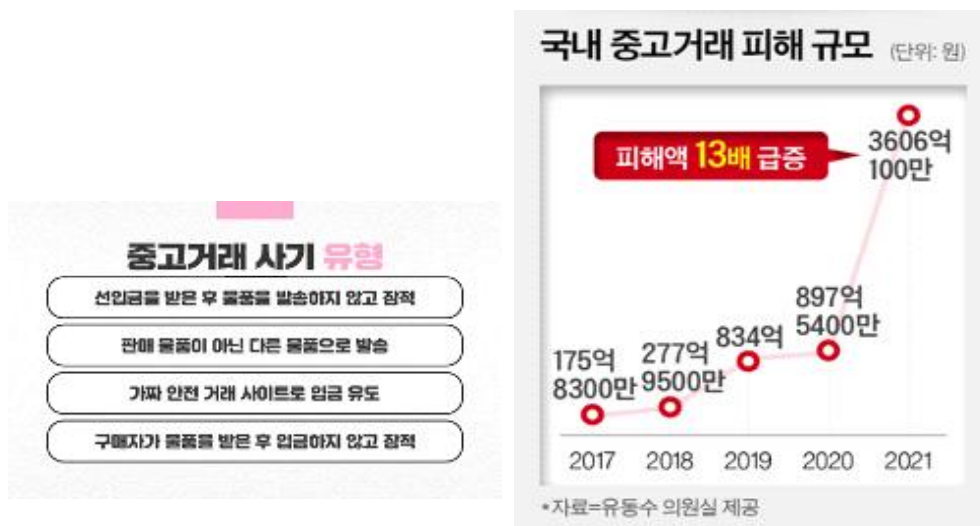 중고거래 사기 유형
선입금을 받은 후 물품을 발송하지 않고 잠적
판매 물품이 아닌 다른 물품으로 발송
가짜 안전 거래 사이트로 입금 유도
구매자가 물품을 받은 후 입금하지 않고 잠적
국내 중고거래 피해 규모 (단위: 원)
피해액 13배 급증
3606억
100만
897억
5400만
834억
277억
9500만
175억
8300만
2017 2018 2019 2020 2021
*자료=유동수 의원실 제공